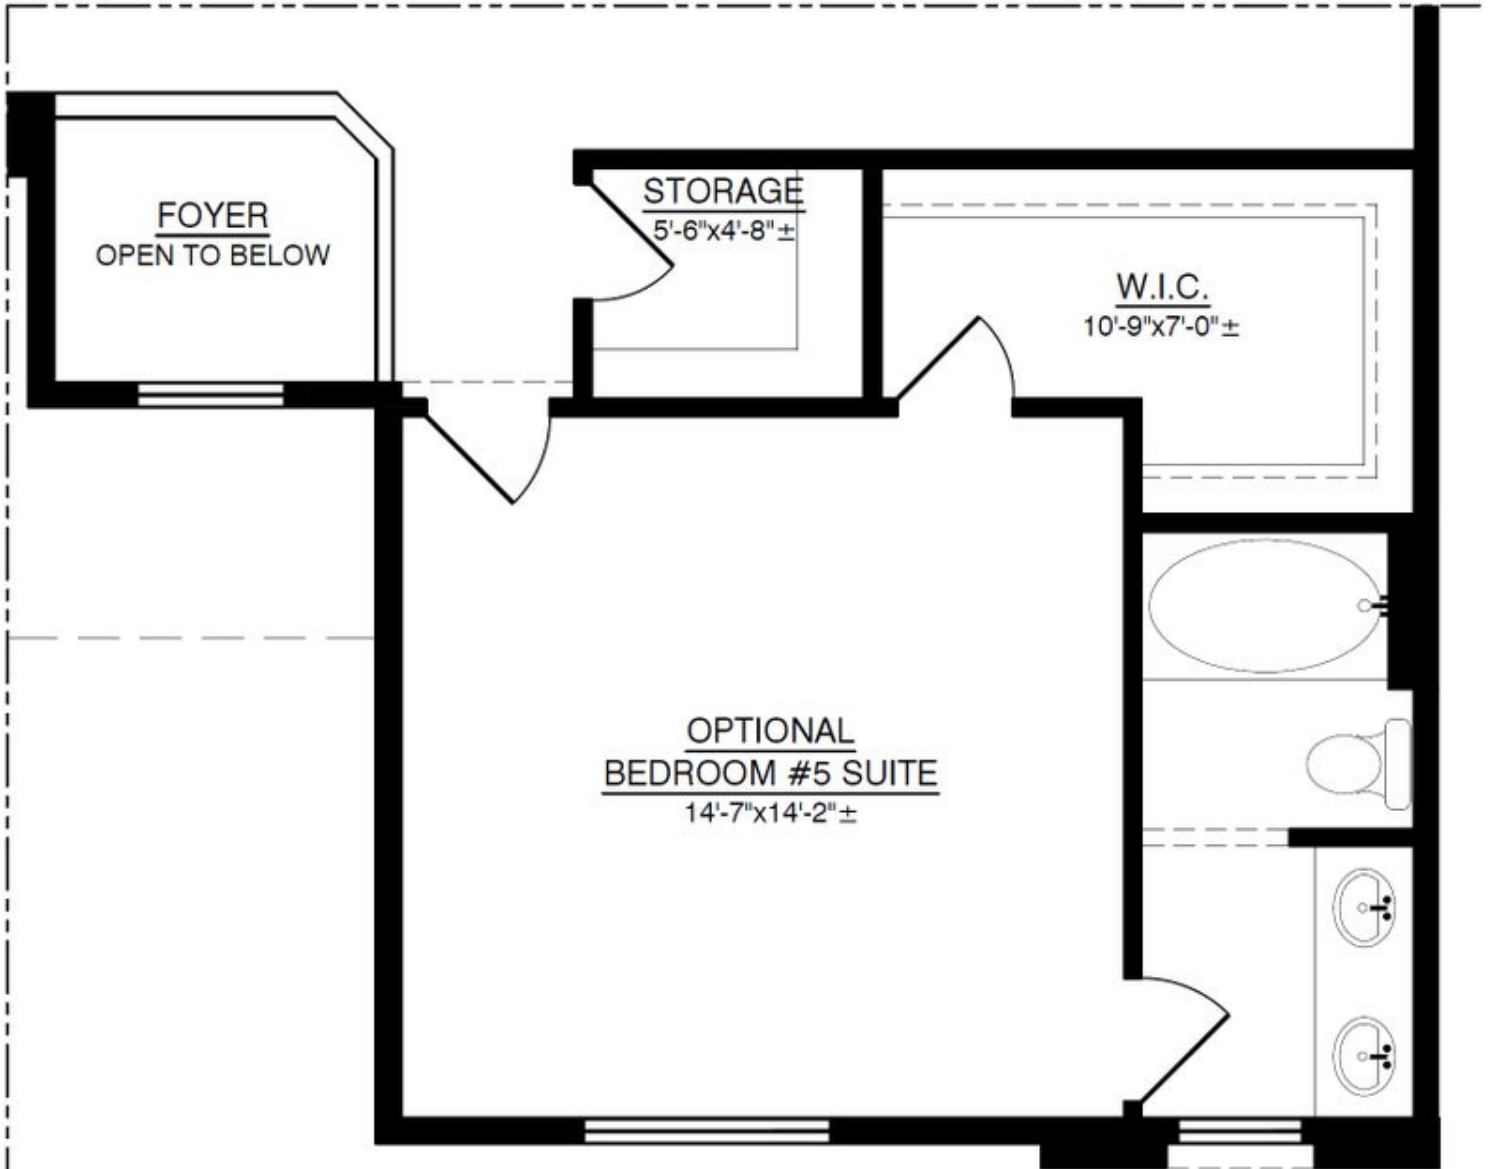 STORAGE
5'-6"x4'-8"±
FOYER
OPEN TO BELOW
W.I.C.
10'-9"x7'-0"±
OPTIONAL
BEDROOM #5 SUITE
14'-7"x14'-2"±